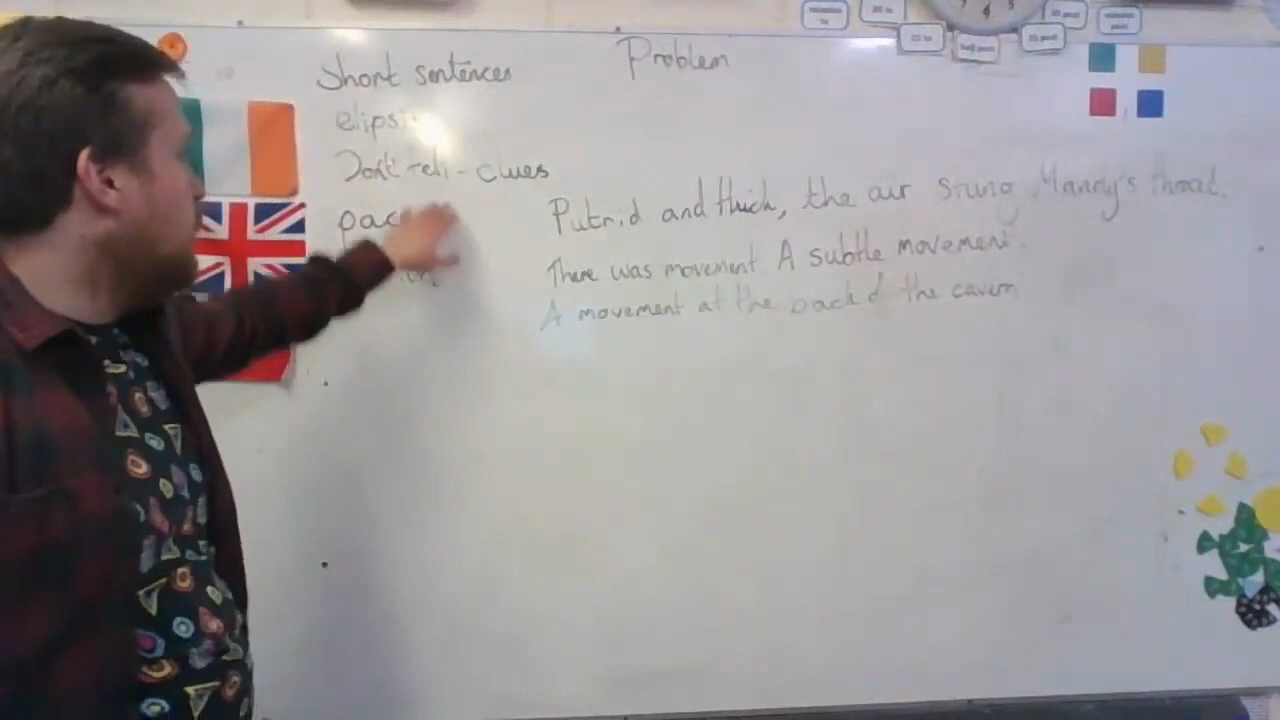 Problem
Short sentences
elipsi
Don't tell - clues
pac
Putrid and thick, the air stung Mandy's throat.
There was movement. A subtle movement.
A movement at the back of the cavern